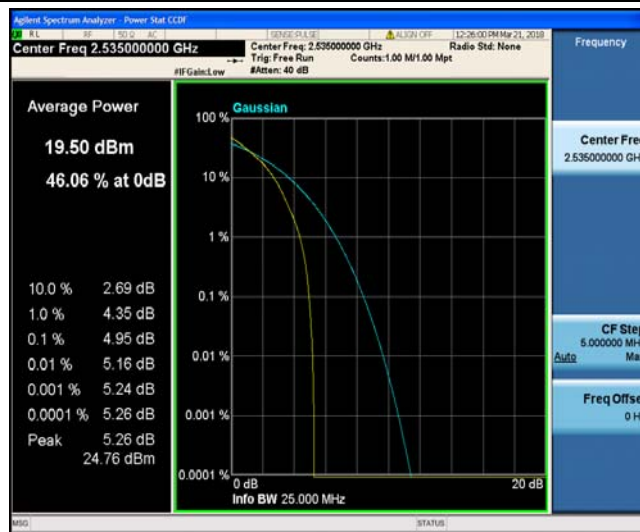 Agilent Spectrum Analyzer - Power Stat CCDF
RL RF 50 Ω AC SENSE:PULSE ALIGN OFF 12:26:00 PM Mar 21, 2018
Center Freq 2.535000000 GHz
Center Freq: 2.535000000 GHz Radio Std: None
Trig: Free Run Counts:1.00 M/1.00 Mpt
#IFGain:Low #Atten: 40 dB
Frequency
Average Power
19.50 dBm
46.06 % at 0dB
10.0 % 2.69 dB
1.0 % 4.35 dB
0.1 % 4.95 dB
0.01 % 5.16 dB
0.001 % 5.24 dB
0.0001 % 5.26 dB
Peak 5.26 dB
24.76 dBm
Gaussian
100 %
10 %
1 %
0.1 %
0.01 %
0.001 %
0.0001 %
0 dB 20 dB
Info BW 25.000 MHz
Center Fre
2.535000000 GH
CF Step
5.000000 MH
Auto Ma
Freq Offse
0 H
MSG STATUS